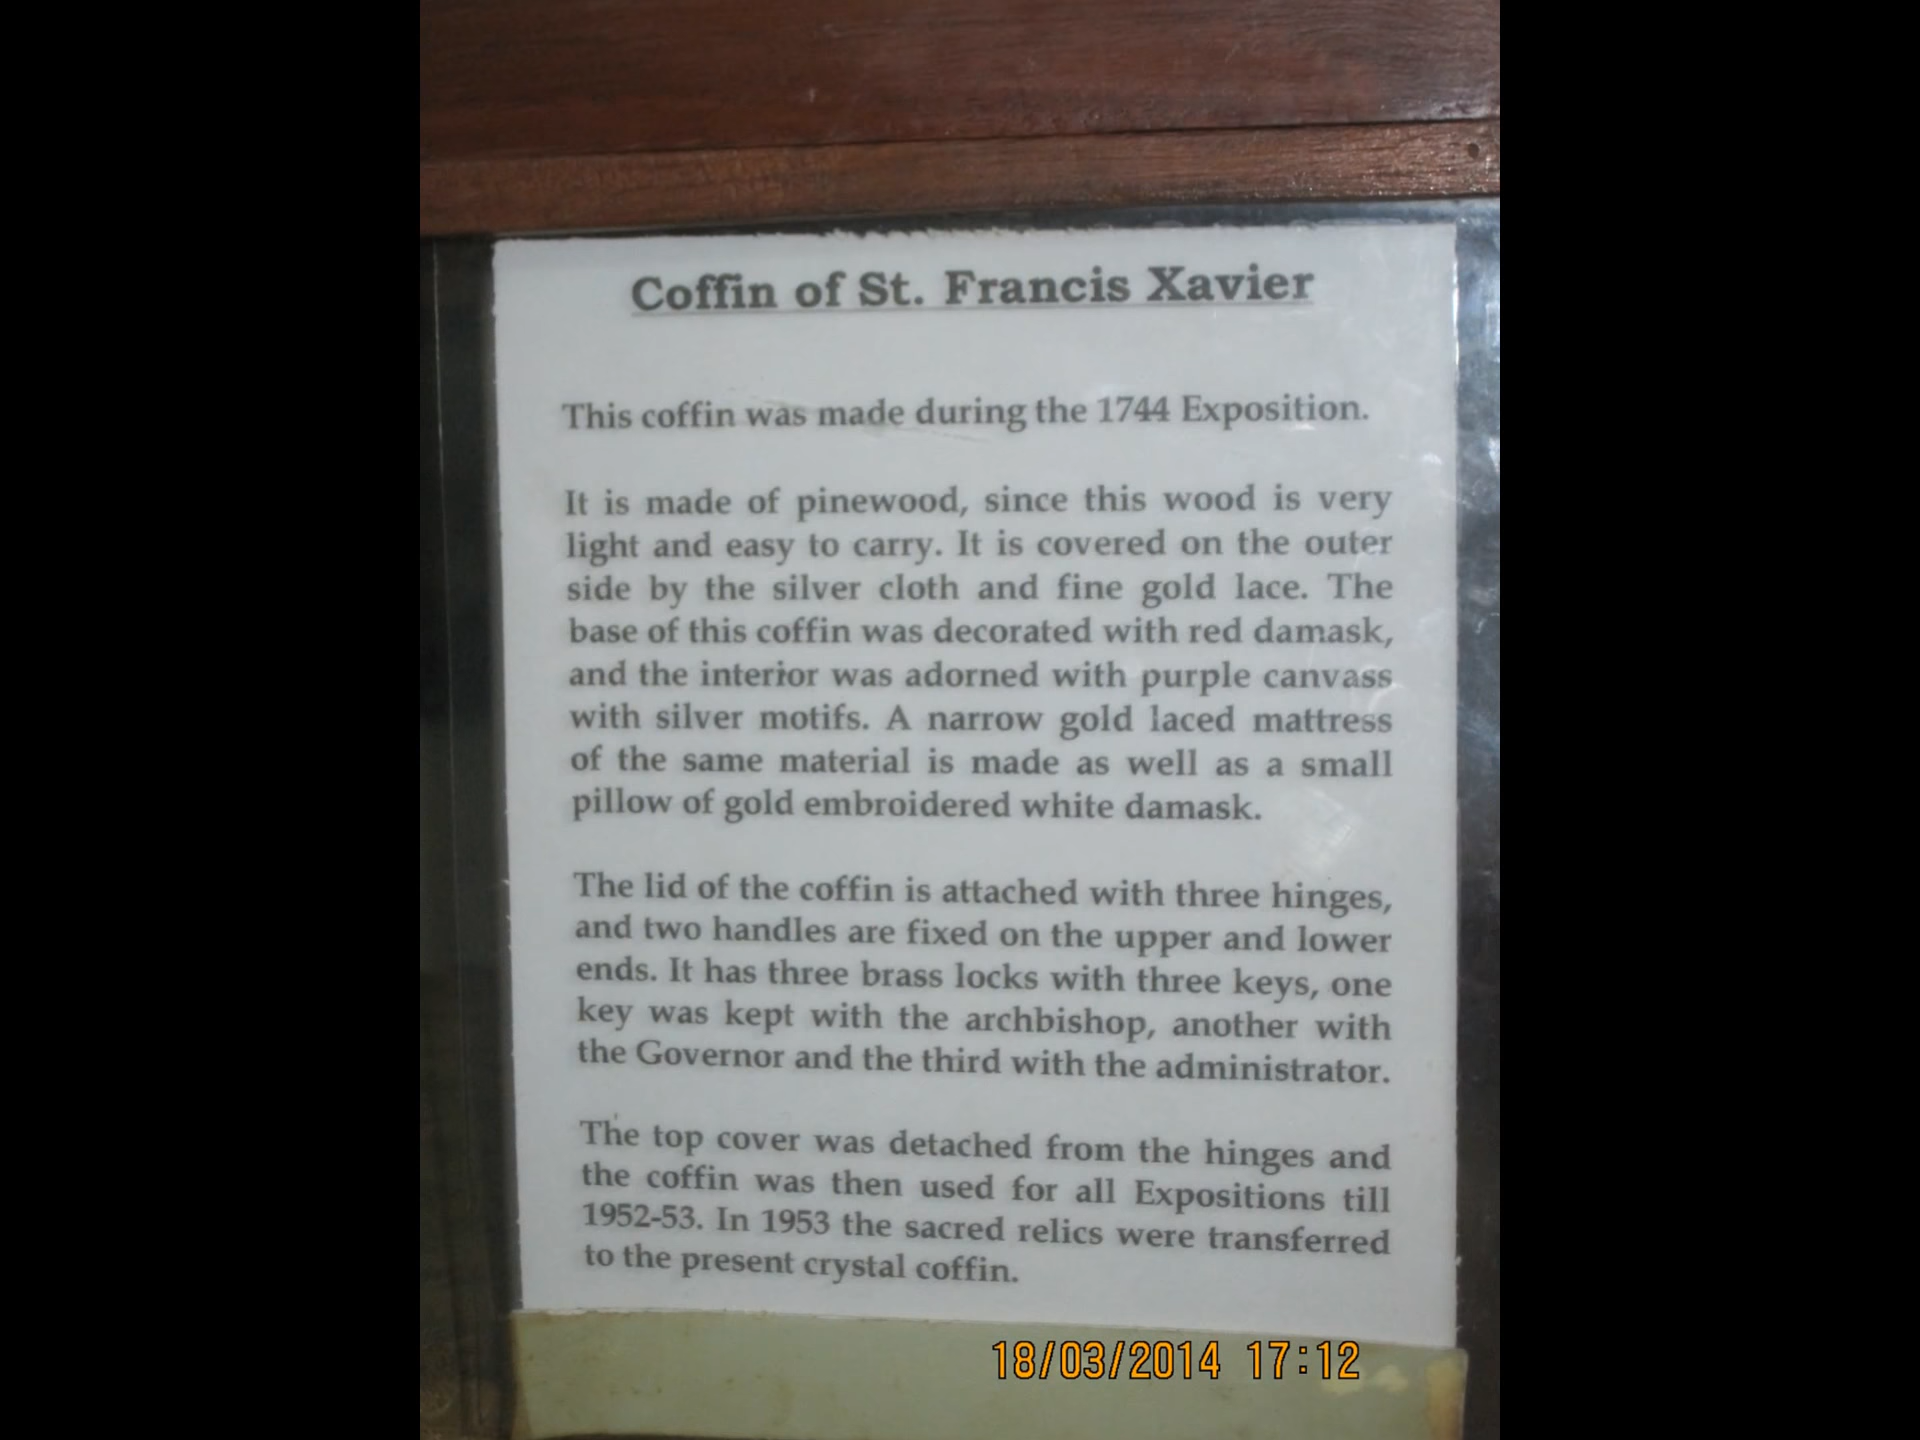 Coffin of St. Francis Xavier
This coffin was made during the 1744 Exposition.
It is made of pinewood, since this wood is very
light and easy to carry. It is covered on the outer
side by the silver cloth and fine gold lace. The
base of this coffin was decorated with red damask,
and the interior was adorned with purple canvass
with silver motifs. A narrow gold laced mattress
of the same material is made as well as a small
pillow of gold embroidered white damask.
The lid of the coffin is attached with three hinges,
and two handles are fixed on the upper and lower
ends. It has three brass locks with three keys, one
key was kept with the archbishop, another with
the Governor and the third with the administrator.
The top cover was detached from the hinges and
the coffin was then used for all Expositions till
1952-53. In 1953 the sacred relics were transferred
to the present crystal coffin.
18/03/2014 17:12